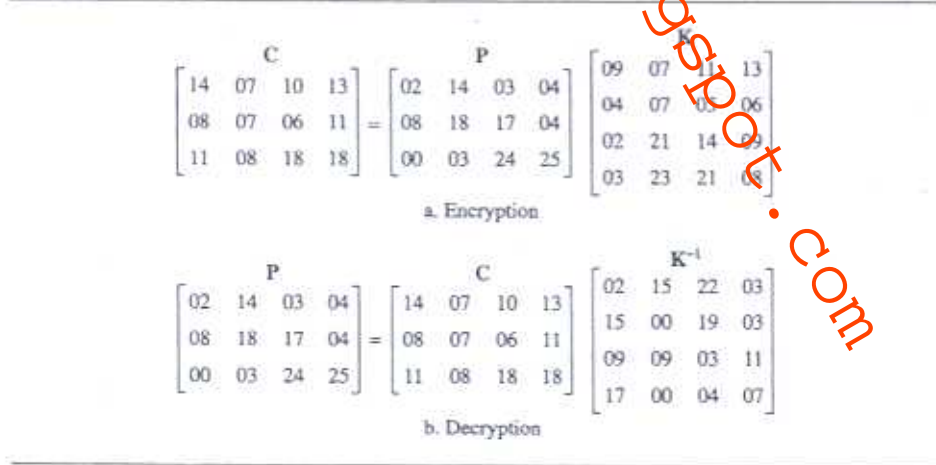 C P K
14 07 10 13 02 14 03 04 09 07 11 13
08 07 06 11 = 08 18 17 04 04 07 05 06
11 08 18 18 00 03 24 25 02 21 14 09
03 23 21 08
a. Encryption
P C K⁻¹
02 14 03 04 14 07 10 13 02 15 22 03
08 18 17 04 = 08 07 06 11 15 00 19 03
00 03 24 25 11 08 18 18 09 09 03 11
17 00 04 07
b. Decryption
gspot.com